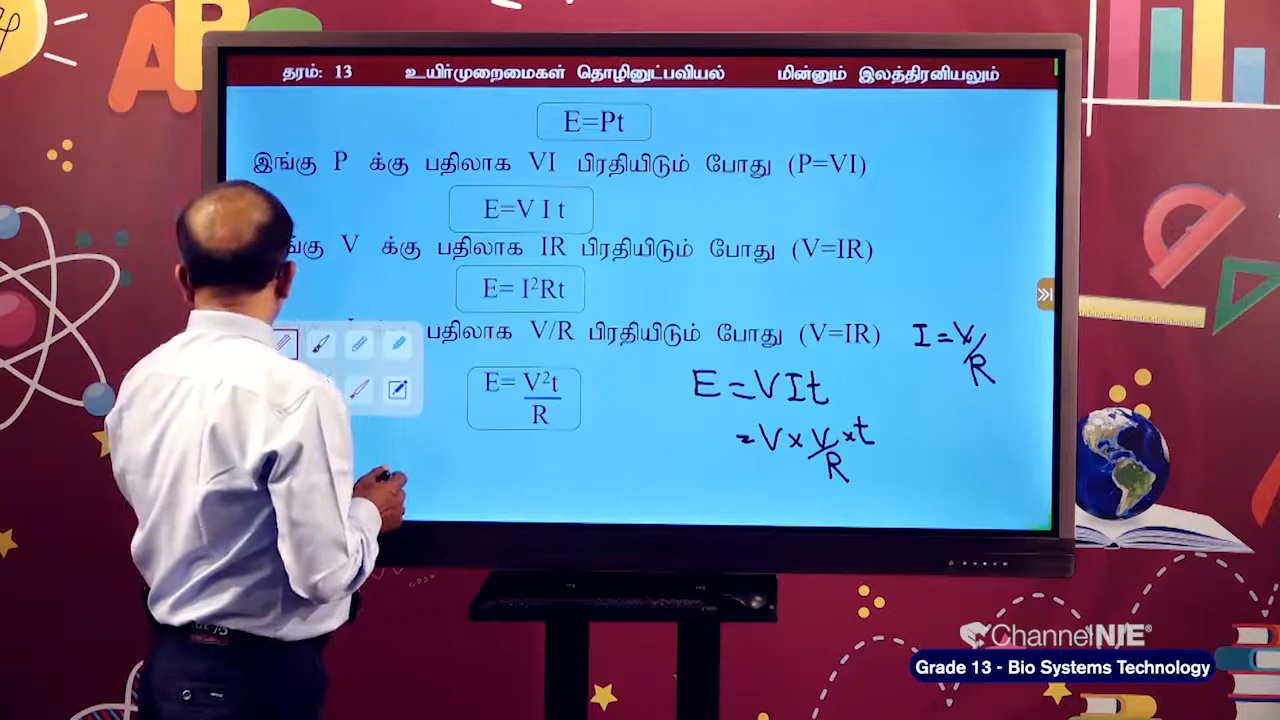 தரம்: 13 உயிர்முறைமைகள் தொழினுட்பவியல் மின்னும் இலத்திரனியலும்
E=Pt
இங்கு P க்கு பதிலாக VI பிரதியிடும் போது (P=VI)
E=V I t
ங்கு V க்கு பதிலாக IR பிரதியிடும் போது (V=IR)
E= I²Rt
பதிலாக V/R பிரதியிடும் போது (V=IR) I = V/R
E= V²t/R
E = VIt
= V × V/R × t
Channel NIE®
Grade 13 - Bio Systems Technology